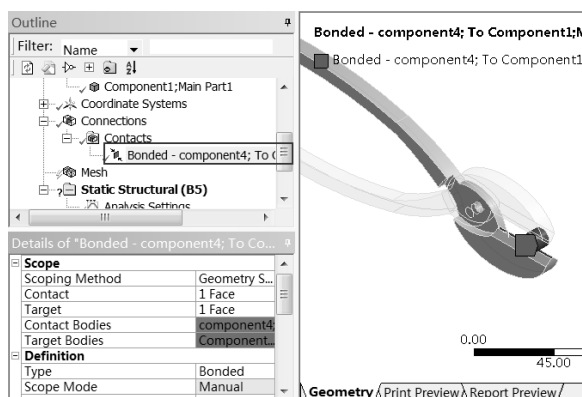 Outline
Filter: Name
Component1;Main Part1
Coordinate Systems
Connections
Contacts
Bonded - component4; To C
Mesh
Static Structural (B5)
Analysis Settings
Details of "Bonded - component4; To Co...
Scope
Scoping Method Geometry S...
Contact 1 Face
Target 1 Face
Contact Bodies component4;
Target Bodies Component...
Definition
Type Bonded
Scope Mode Manual
Bonded - component4; To Component1;M
Bonded - component4; To Component1
0.00
45.00
Geometry Print Preview Report Preview